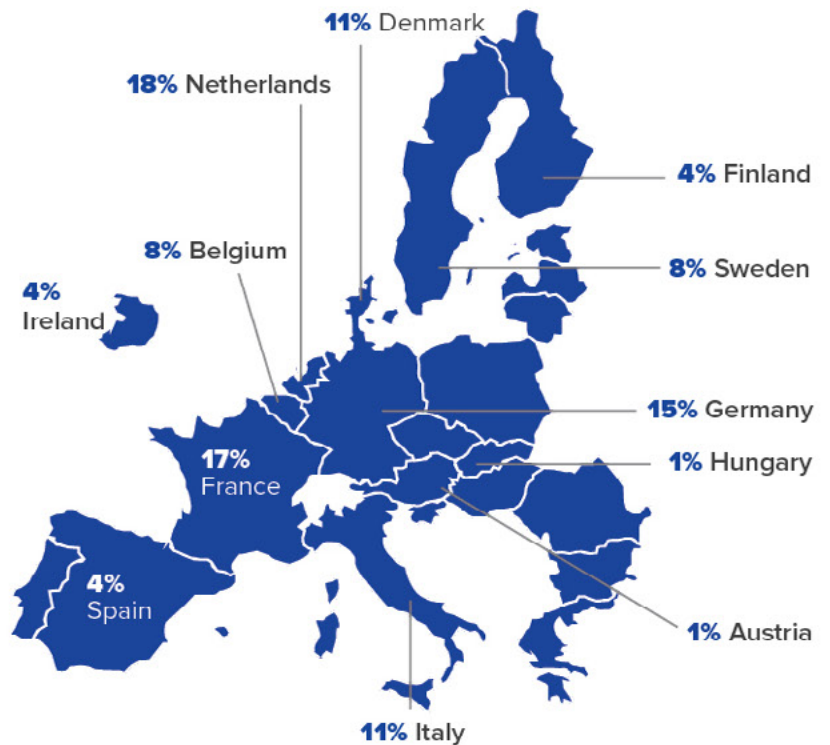 11% Denmark
18% Netherlands
4% Finland
8% Belgium
8% Sweden
4%
Ireland
15% Germany
17%
France
1% Hungary
4%
Spain
1% Austria
11% Italy